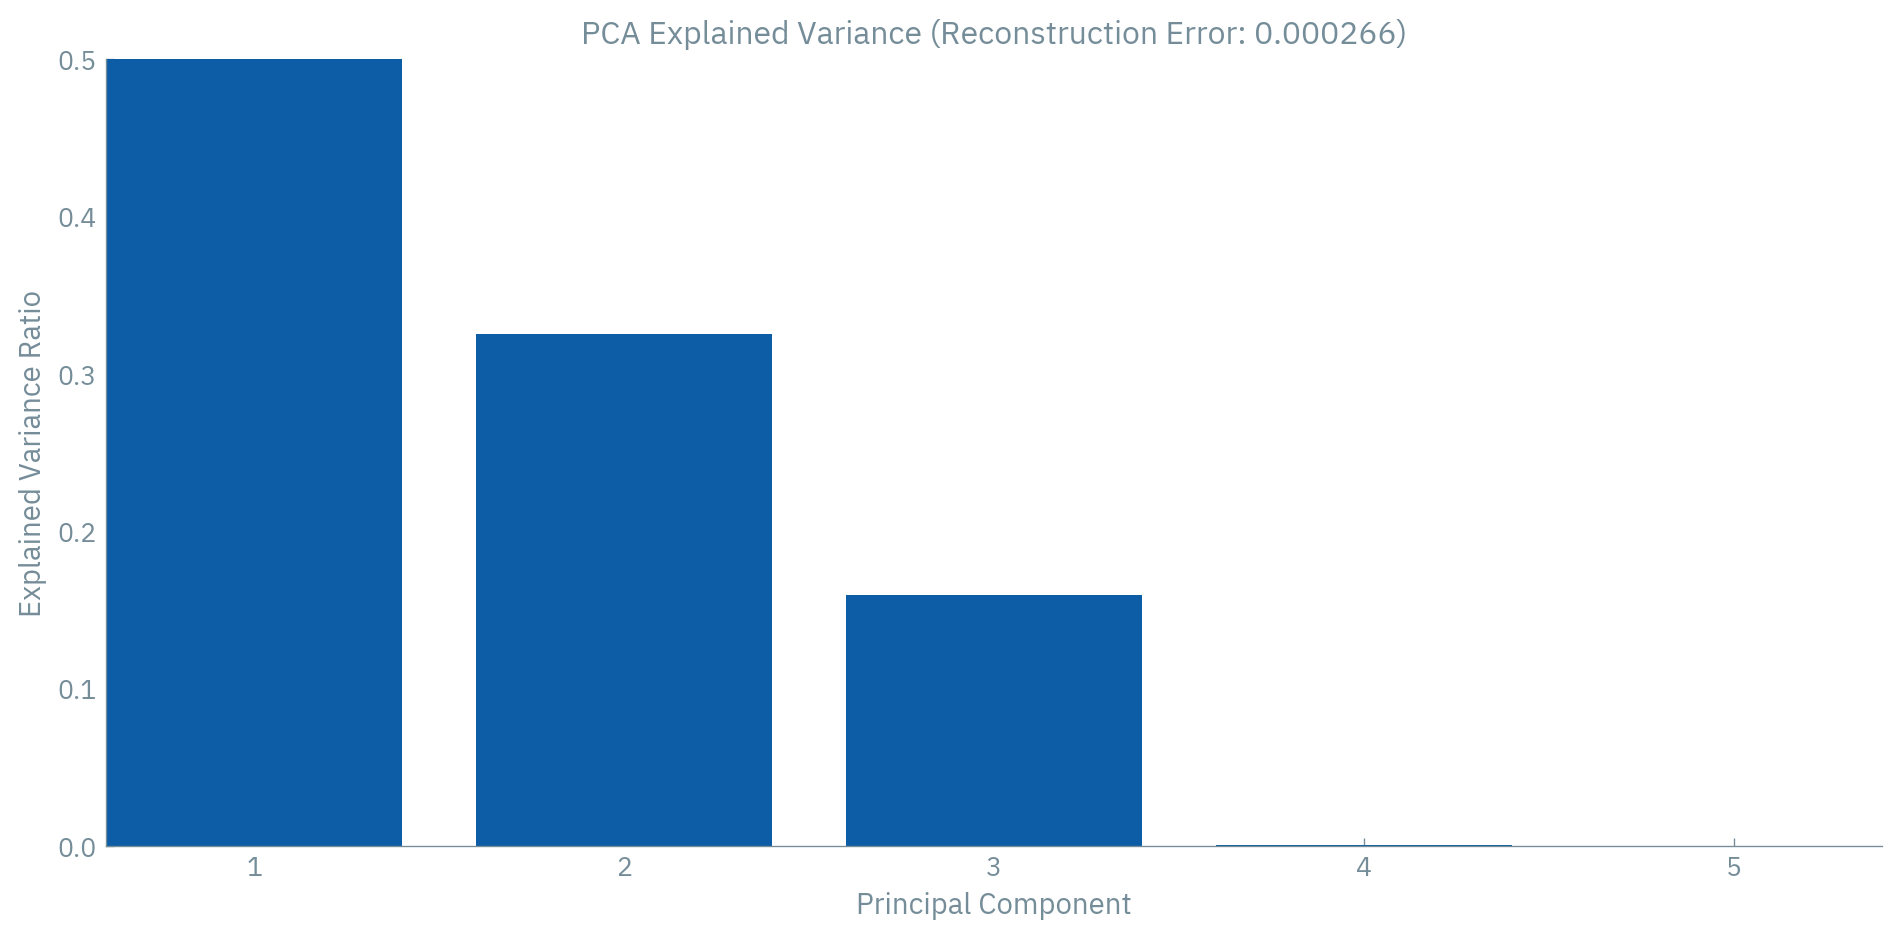 PCA Explained Variance (Reconstruction Error: 0.000266)
Explained Variance Ratio
0.5
0.4
0.3
0.2
0.1
0.0
1 2 3 4 5
Principal Component